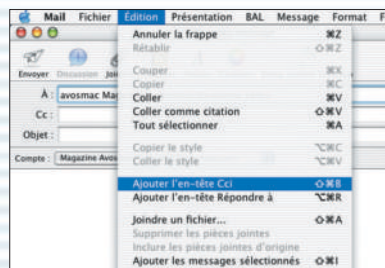 Mail Fichier Édition Présentation BAL Message Format
Annuler la frappe ⌘Z
Rétablir ⇧⌘Z
Envoyer Discussion
Couper ⌘X
Copier ⌘C
À : avosmac Coller ⌘V
Cc : Coller comme citation ⇧⌘V
Tout sélectionner ⌘A
Objet :
Copier le style ⌥⌘C
Compte : Magazine Coller le style ⌥⌘V
Ajouter l'en-tête Cci ⇧⌘B
Ajouter l'en-tête Répondre à ⌥⌘R
Joindre un fichier... ⇧⌘A
Supprimer les pièces jointes
Inclure les pièces jointes d'origine
Ajouter les messages sélectionnés ⇧⌘I